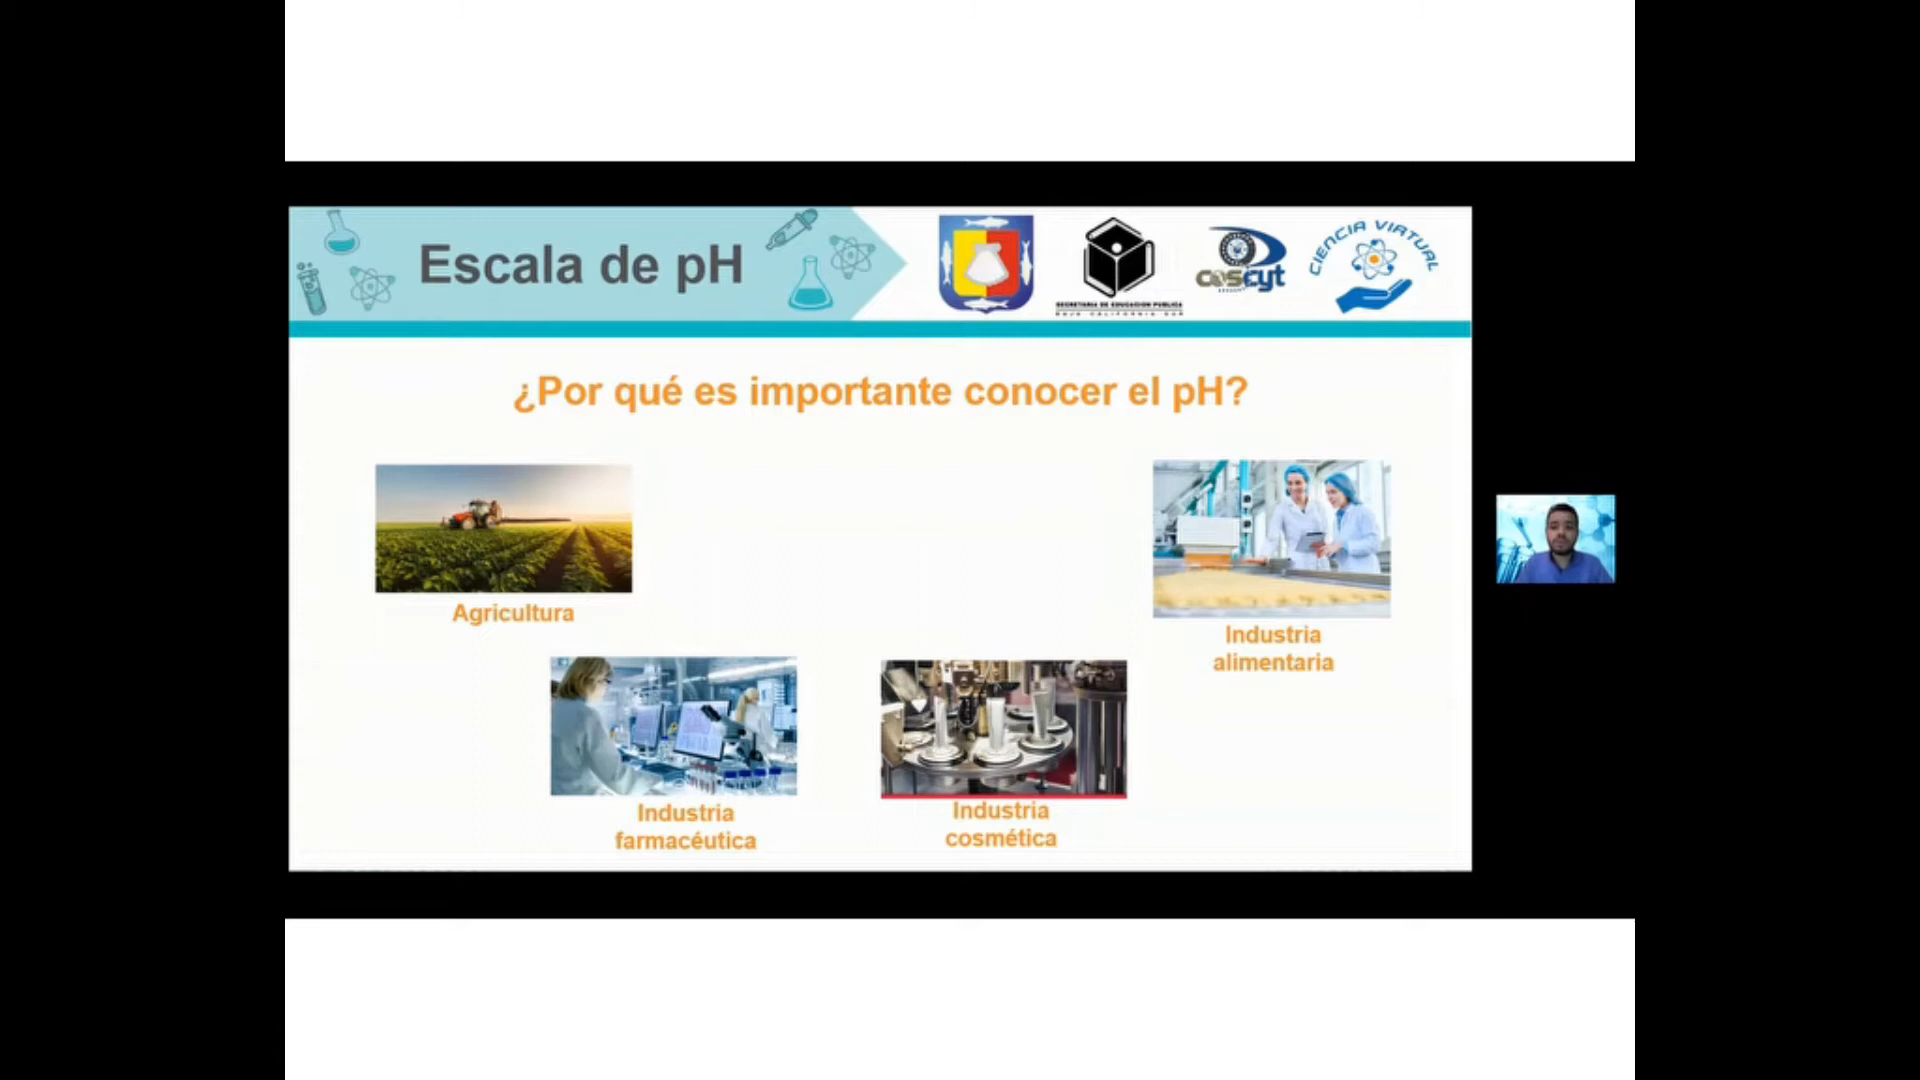 Escala de pH
SECRETARIA DE EDUCACION PUBLICA
BAJA CALIFORNIA SUR
coscyt
CIENCIA VIRTUAL
¿Por qué es importante conocer el pH?
Agricultura
Industria
alimentaria
Industria
farmacéutica
Industria
cosmética